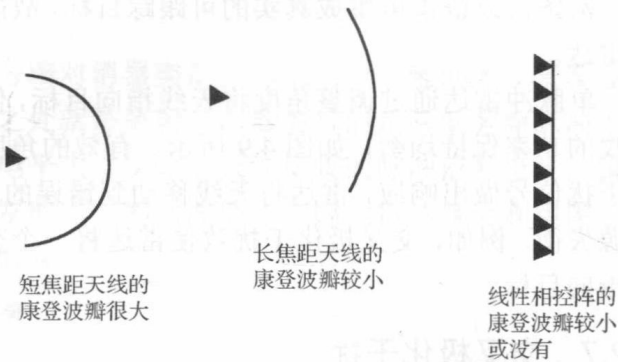 短焦距天线的
康登波瓣很大
长焦距天线的
康登波瓣较小
线性相控阵的
康登波瓣较小
或没有